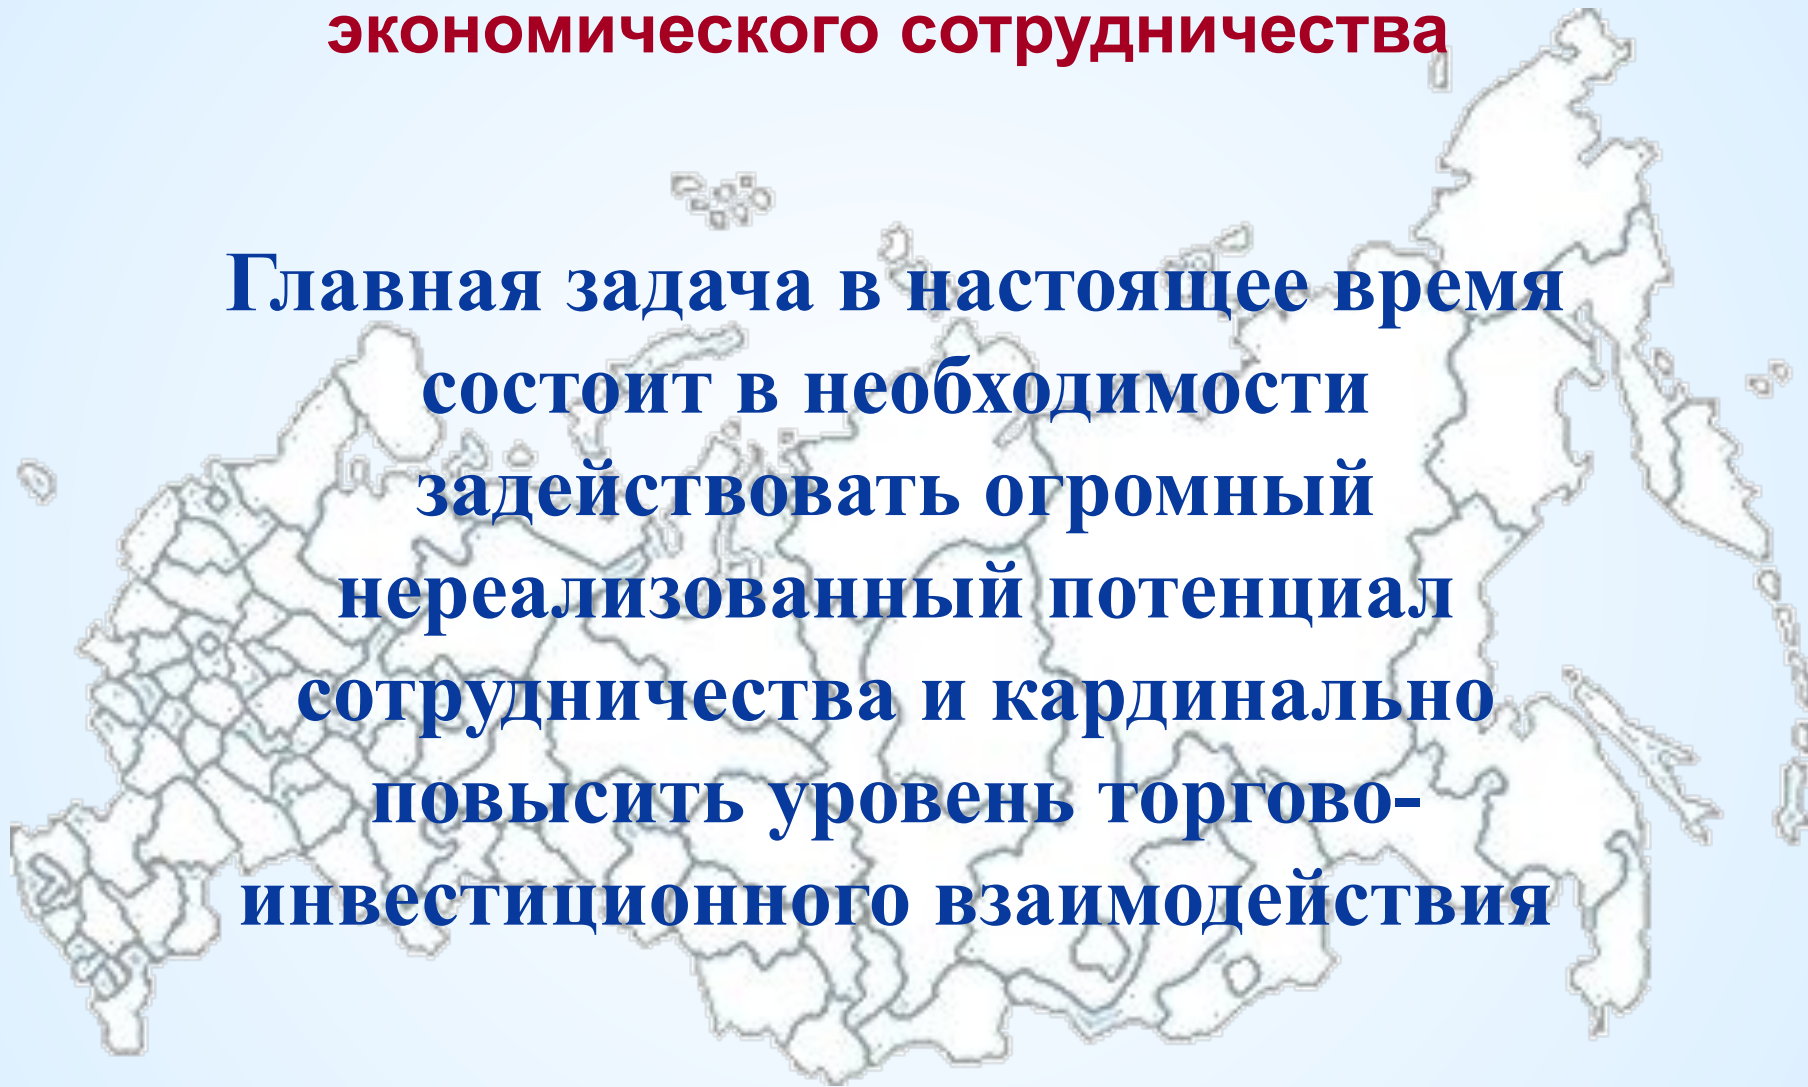 экономического сотрудничества
Главная задача в настоящее время
состоит в необходимости
задействовать огромный
нереализованный потенциал
сотрудничества и кардинально
повысить уровень торгово-
инвестиционного взаимодействия